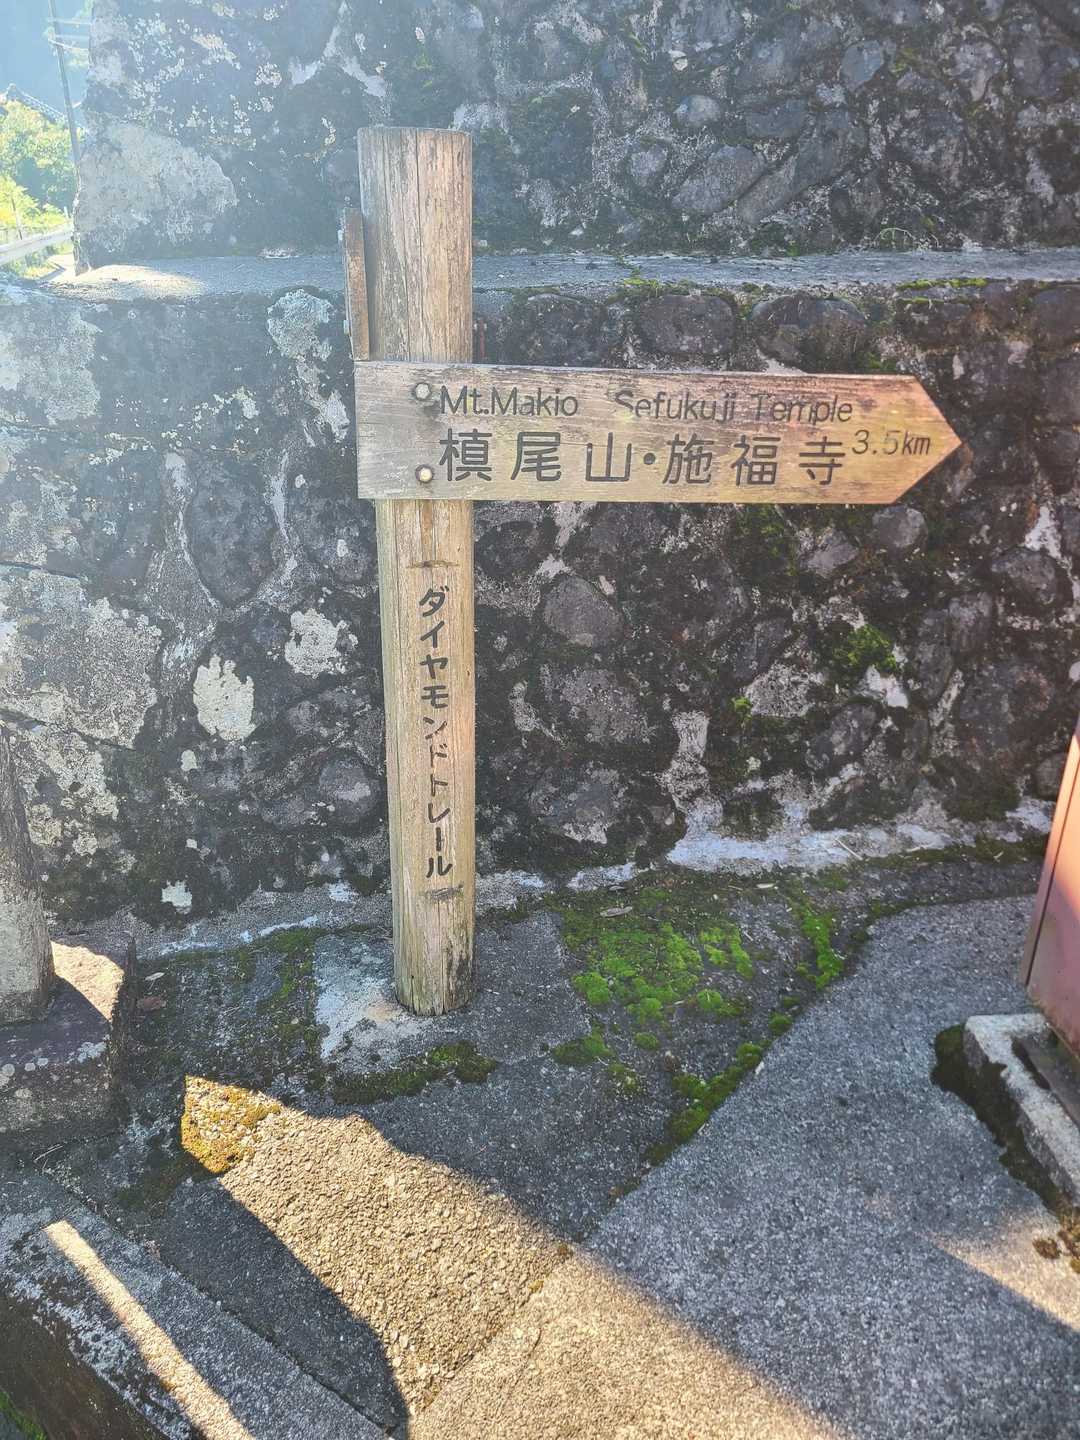 Mt.Makio Sefukuji Temple
槙尾山・施福寺 3.5km
ダイヤモンドトレール